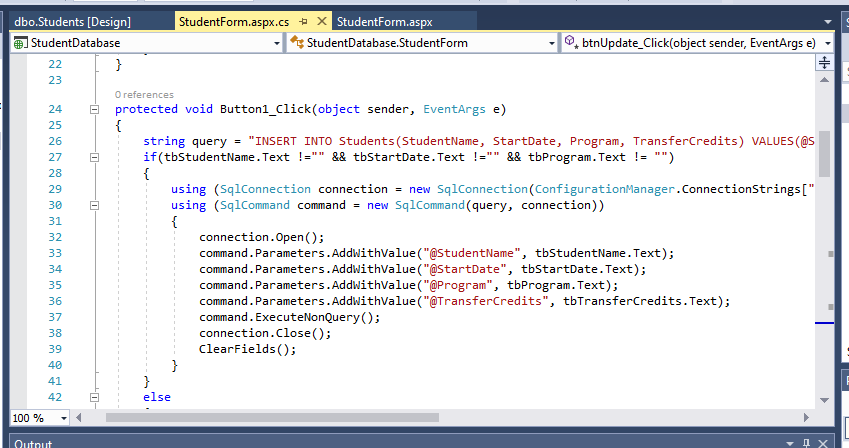 dbo.Students [Design] StudentForm.aspx.cs StudentForm.aspx
StudentDatabase StudentDatabase.StudentForm btnUpdate_Click(object sender, EventArgs e)
22 }
23
0 references
24 protected void Button1_Click(object sender, EventArgs e)
25 {
26 string query = "INSERT INTO Students(StudentName, StartDate, Program, TransferCredits) VALUES(@S
27 if(tbStudentName.Text !="" && tbStartDate.Text !="" && tbProgram.Text != "")
28 {
29 using (SqlConnection connection = new SqlConnection(ConfigurationManager.ConnectionStrings["
30 using (SqlCommand command = new SqlCommand(query, connection))
31 {
32 connection.Open();
33 command.Parameters.AddWithValue("@StudentName", tbStudentName.Text);
34 command.Parameters.AddWithValue("@StartDate", tbStartDate.Text);
35 command.Parameters.AddWithValue("@Program", tbProgram.Text);
36 command.Parameters.AddWithValue("@TransferCredits", tbTransferCredits.Text);
37 command.ExecuteNonQuery();
38 connection.Close();
39 ClearFields();
40 }
41 }
42 else
100 %
Output